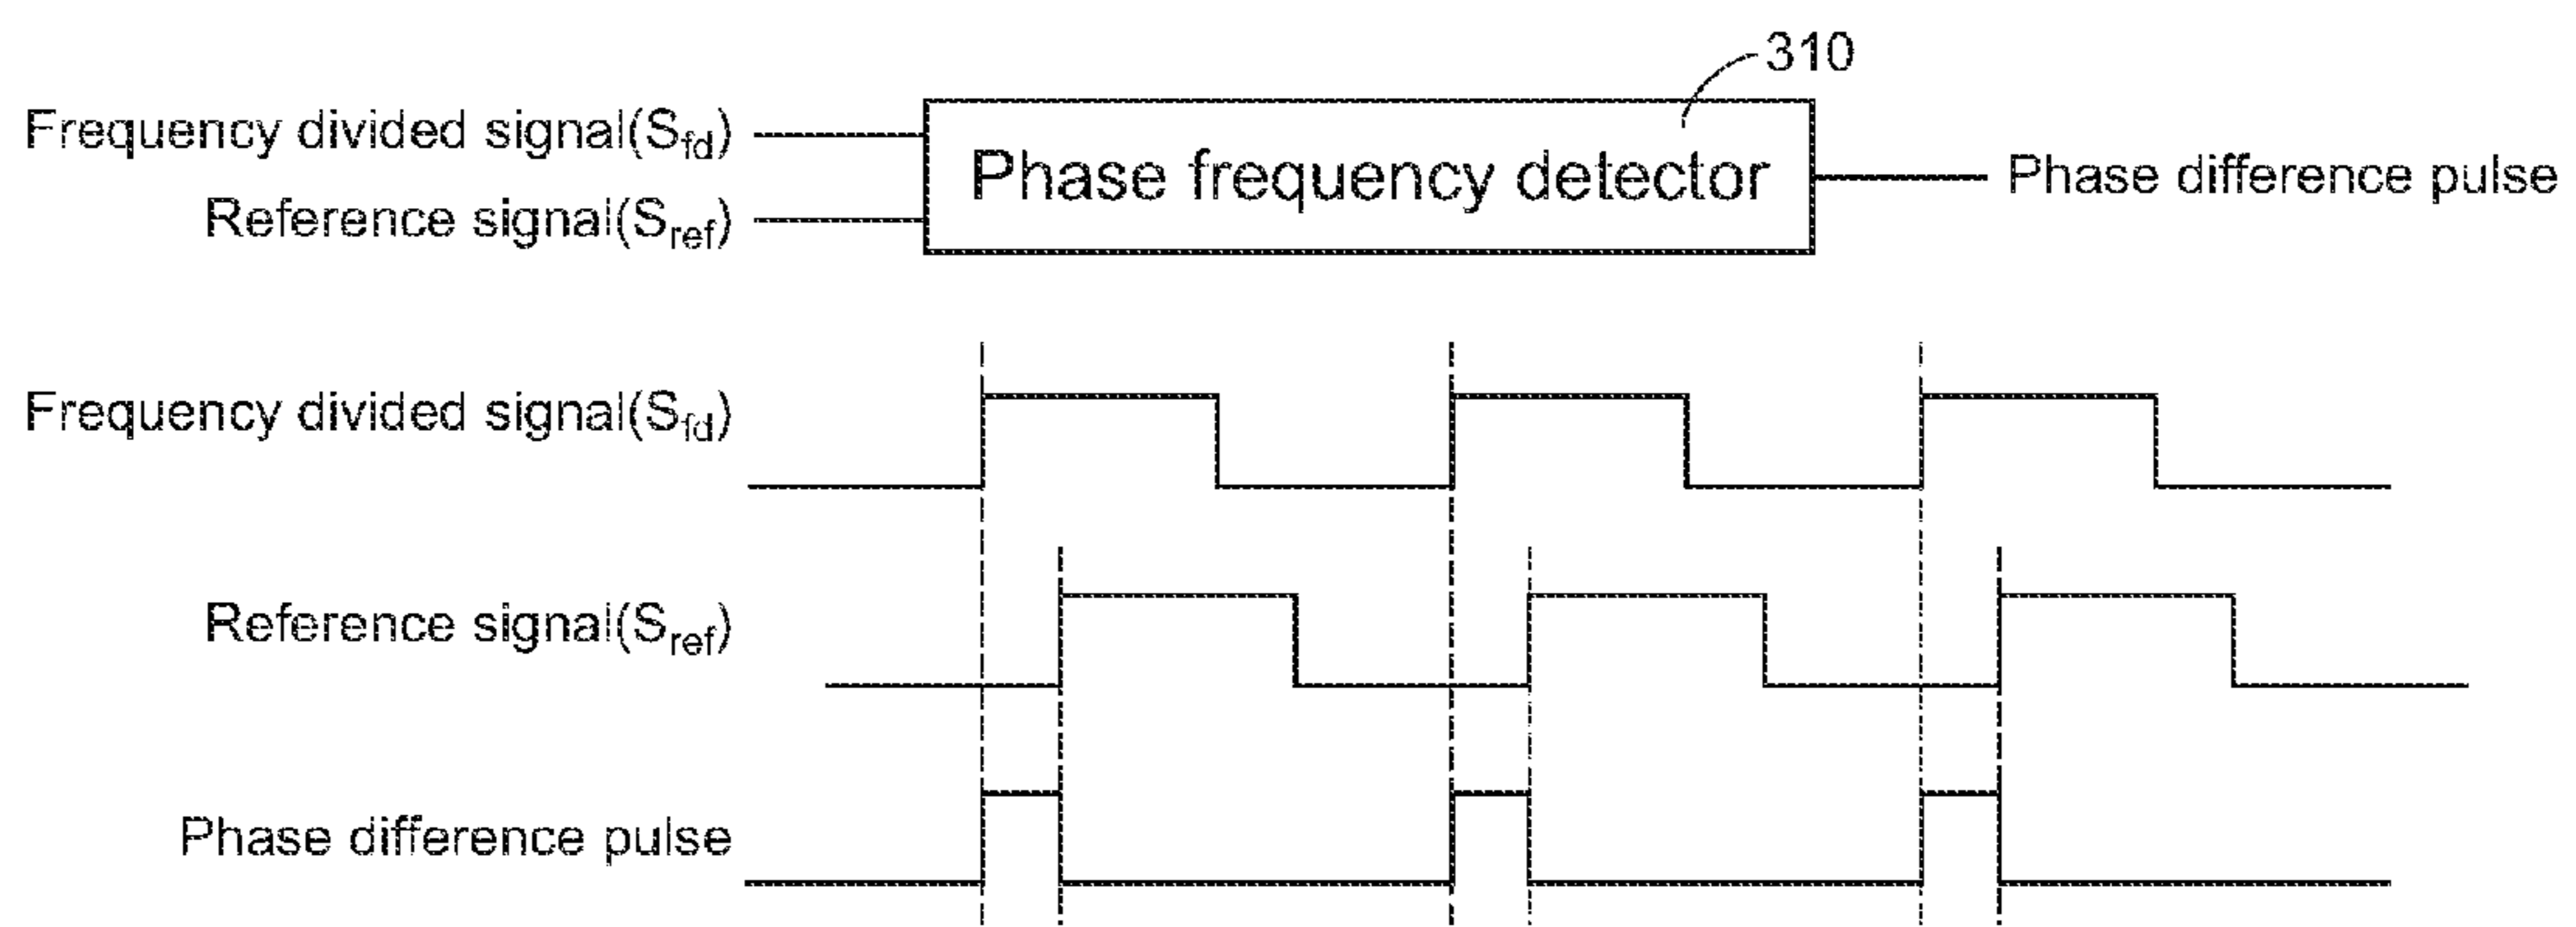 310
Frequency divided signal(Sfd)
Reference signal(Sref)
Phase frequency detector
Phase difference pulse
Frequency divided signal(Sfd)
Reference signal(Sref)
Phase difference pulse